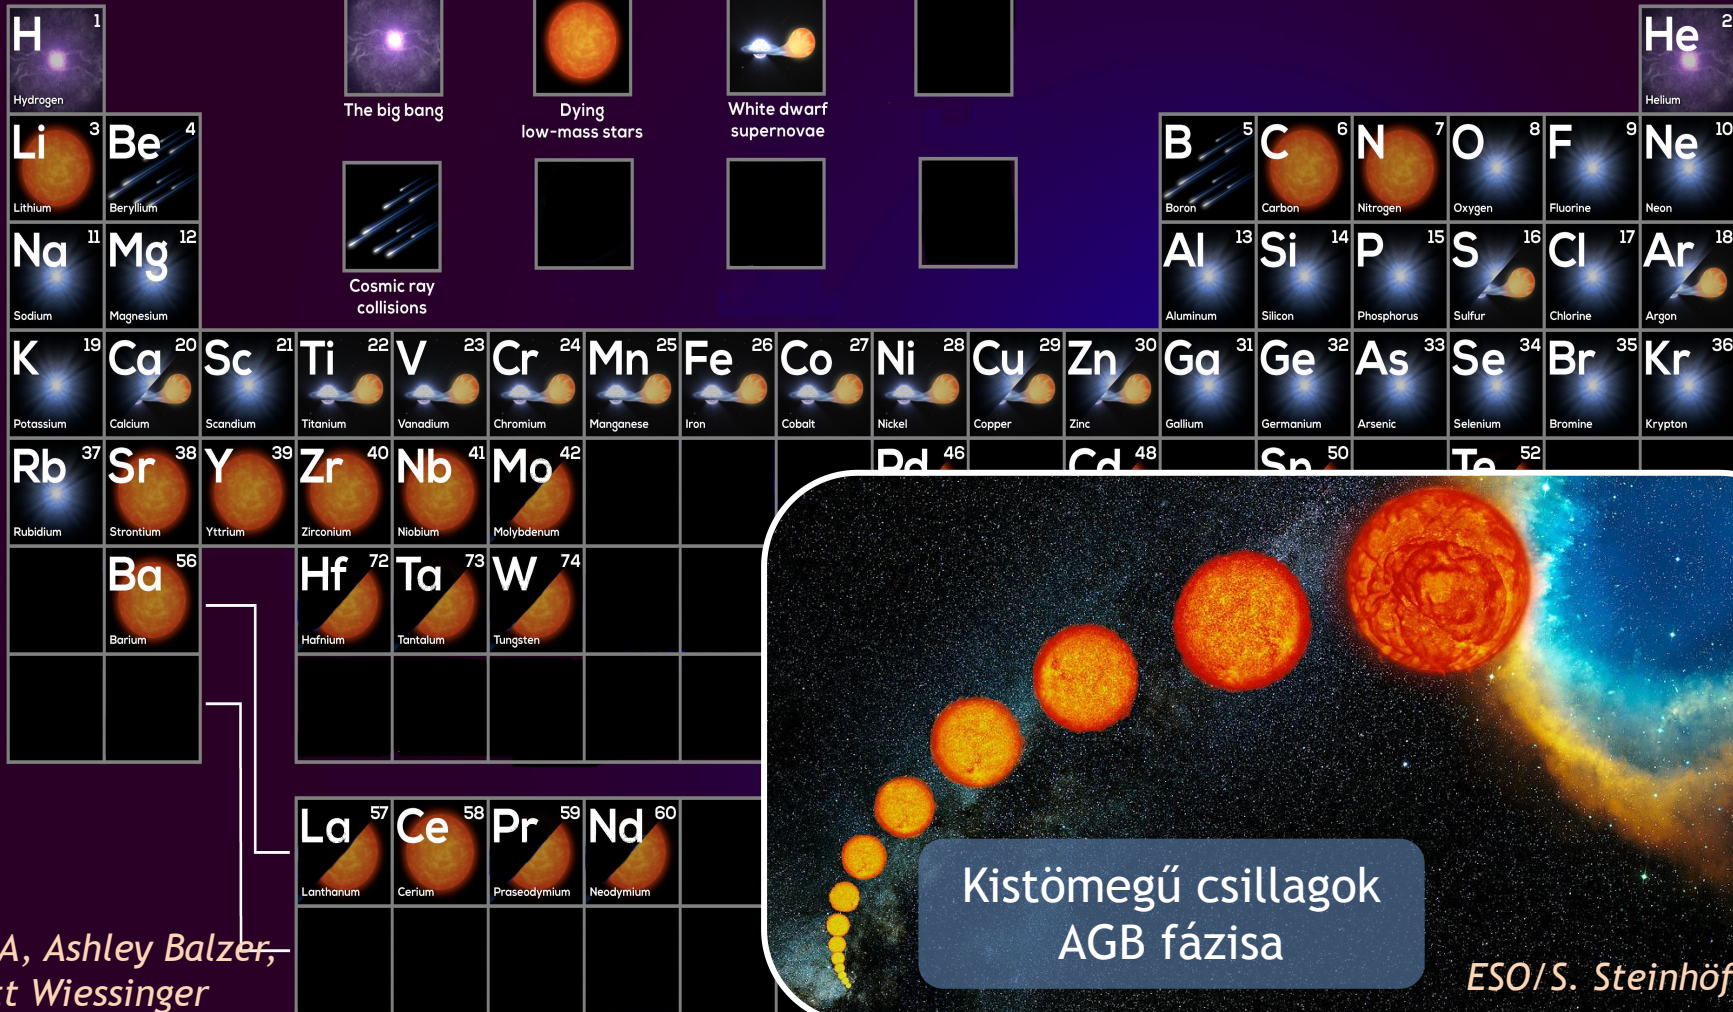 H 1
Hydrogen
The big bang
Dying
low-mass stars
White dwarf
supernovae
He 2
Helium
Li 3
Lithium
Be 4
Beryllium
B 5
Boron
C 6
Carbon
N 7
Nitrogen
O 8
Oxygen
F 9
Fluorine
Ne 10
Neon
Cosmic ray
collisions
Na 11
Sodium
Mg 12
Magnesium
Al 13
Aluminum
Si 14
Silicon
P 15
Phosphorus
S 16
Sulfur
Cl 17
Chlorine
Ar 18
Argon
K 19
Potassium
Ca 20
Calcium
Sc 21
Scandium
Ti 22
Titanium
V 23
Vanadium
Cr 24
Chromium
Mn 25
Manganese
Fe 26
Iron
Co 27
Cobalt
Ni 28
Nickel
Cu 29
Copper
Zn 30
Zinc
Ga 31
Gallium
Ge 32
Germanium
As 33
Arsenic
Se 34
Selenium
Br 35
Bromine
Kr 36
Krypton
Rb 37
Rubidium
Sr 38
Strontium
Y 39
Yttrium
Zr 40
Zirconium
Nb 41
Niobium
Mo 42
Molybdenum
Pd 46
Cd 48
Sn 50
Te 52
Ba 56
Barium
Hf 72
Hafnium
Ta 73
Tantalum
W 74
Tungsten
La 57
Lanthanum
Ce 58
Cerium
Pr 59
Praseodymium
Nd 60
Neodymium
Kistömegű csillagok
AGB fázisa
A, Ashley Balzer,
tt Wiessinger
ESO/S. Steinhöf